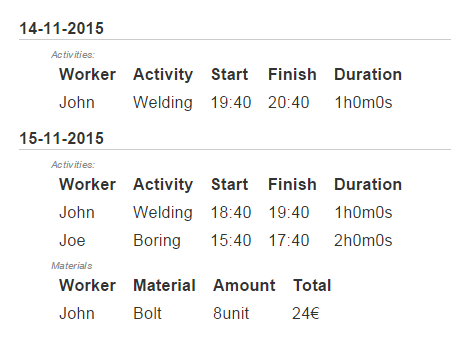 14-11-2015
Activities:
Worker Activity Start Finish Duration
John Welding 19:40 20:40 1h0m0s
15-11-2015
Activities:
Worker Activity Start Finish Duration
John Welding 18:40 19:40 1h0m0s
Joe Boring 15:40 17:40 2h0m0s
Materials
Worker Material Amount Total
John Bolt 8unit 24€